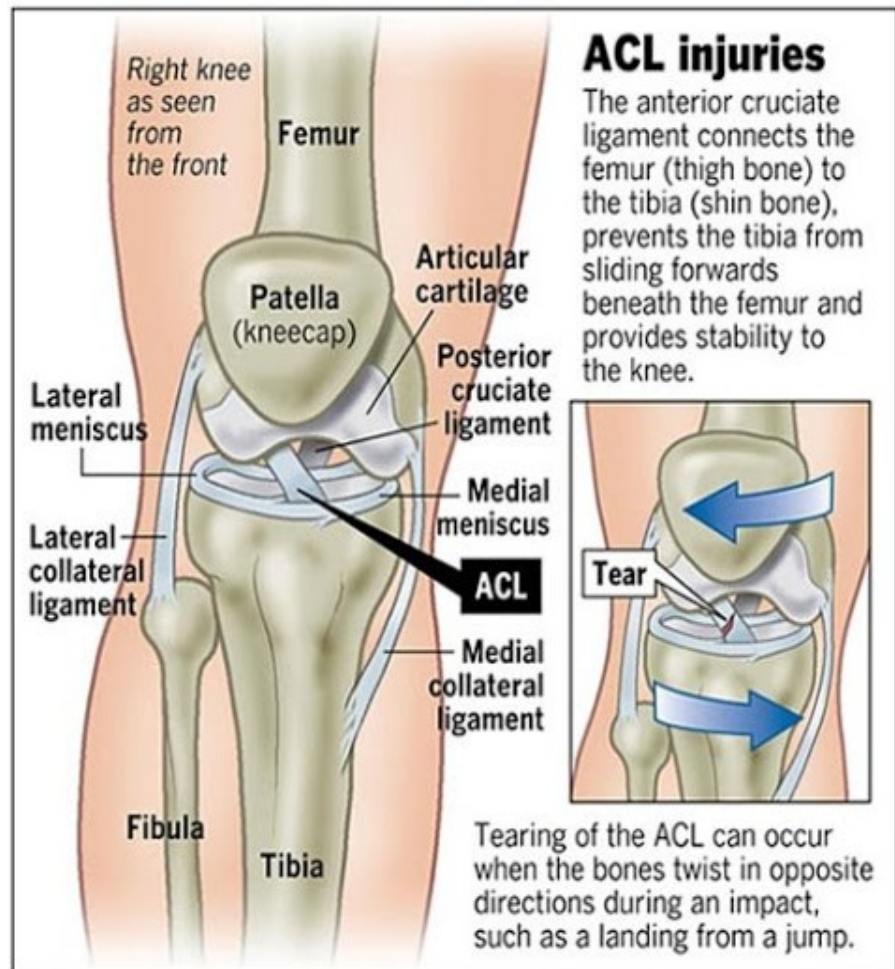 Right knee
as seen
from
the front
Femur
Patella
(kneecap)
Articular
cartilage
Posterior
cruciate
ligament
Lateral
meniscus
Medial
meniscus
Lateral
collateral
ligament
ACL
Medial
collateral
ligament
Fibula
Tibia
ACL injuries
The anterior cruciate
ligament connects the
femur (thigh bone) to
the tibia (shin bone),
prevents the tibia from
sliding forwards
beneath the femur and
provides stability to
the knee.
Tear
Tearing of the ACL can occur
when the bones twist in opposite
directions during an impact,
such as a landing from a jump.